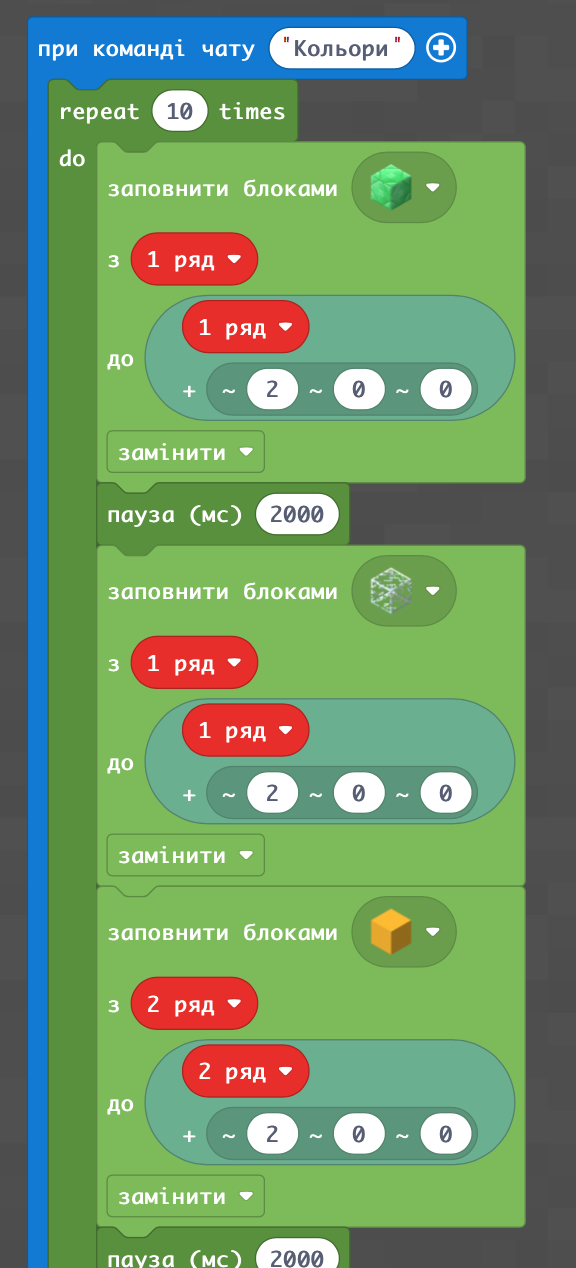 при команді чату "Кольори"
repeat 10 times
do
заповнити блоками
з 1 ряд
1 ряд
до
+ ~ 2 ~ 0 ~ 0
замінити
пауза (мс) 2000
заповнити блоками
з 1 ряд
1 ряд
до
+ ~ 2 ~ 0 ~ 0
замінити
заповнити блоками
з 2 ряд
2 ряд
до
+ ~ 2 ~ 0 ~ 0
замінити
пауза (мс) 2000